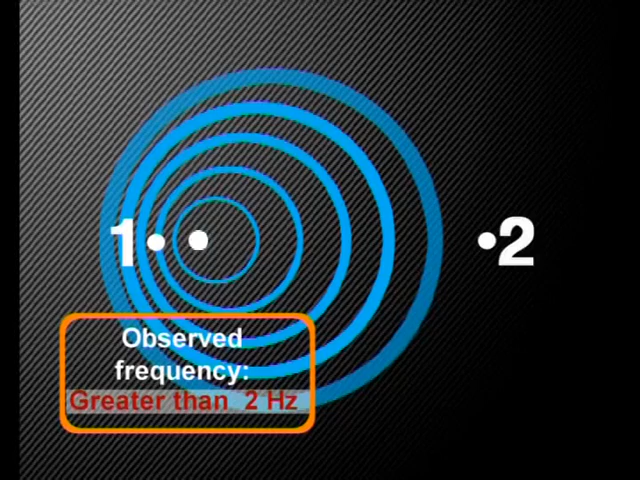 1
2
Observed
frequency:
Greater than 2 Hz